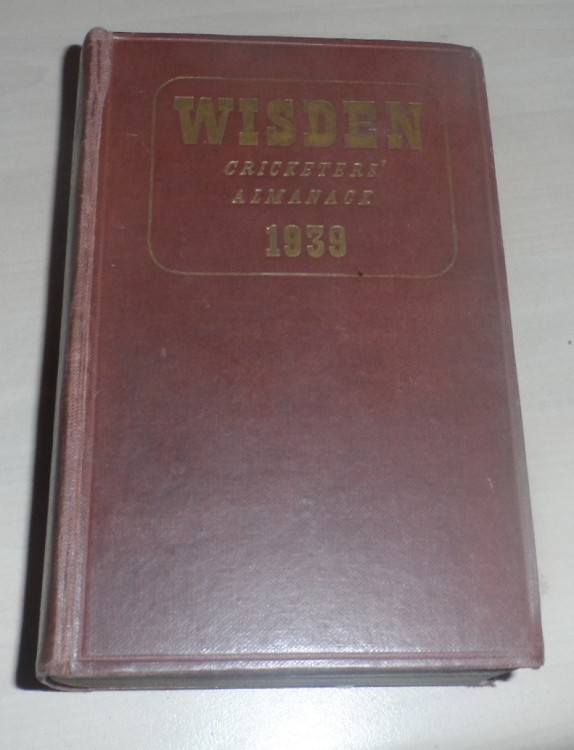 WISDEN
CRICKETERS'
ALMANACK
1939